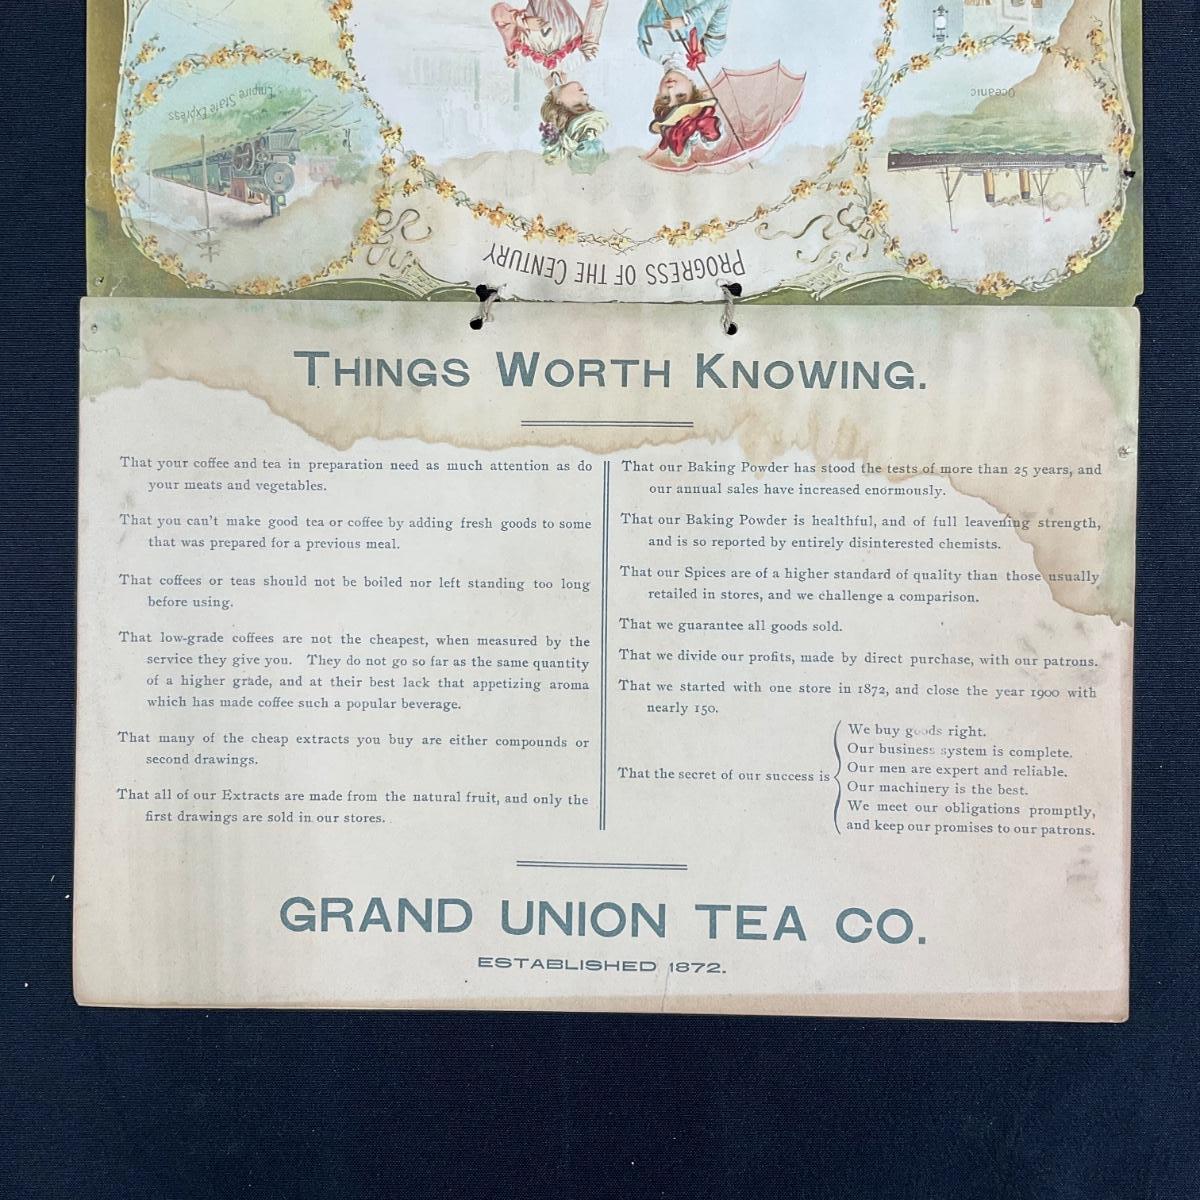 Empire State Express
Oceanic
PROGRESS OF THE CENTURY
THINGS WORTH KNOWING.
That your coffee and tea in preparation need as much attention as do
your meats and vegetables.
That you can't make good tea or coffee by adding fresh goods to some
that was prepared for a previous meal.
That coffees or teas should not be boiled nor left standing too long
before using.
That low-grade coffees are not the cheapest, when measured by the
service they give you. They do not go so far as the same quantity
of a higher grade, and at their best lack that appetizing aroma
which has made coffee such a popular beverage.
That many of the cheap extracts you buy are either compounds or
second drawings.
That all of our Extracts are made from the natural fruit, and only the
first drawings are sold in our stores.
That our Baking Powder has stood the tests of more than 25 years, and
our annual sales have increased enormously.
That our Baking Powder is healthful, and of full leavening strength,
and is so reported by entirely disinterested chemists.
That our Spices are of a higher standard of quality than those usually
retailed in stores, and we challenge a comparison.
That we guarantee all goods sold.
That we divide our profits, made by direct purchase, with our patrons.
That we started with one store in 1872, and close the year 1900 with
nearly 150.
That the secret of our success is
We buy goods right.
Our business system is complete.
Our men are expert and reliable.
Our machinery is the best.
We meet our obligations promptly,
and keep our promises to our patrons.
GRAND UNION TEA CO.
ESTABLISHED 1872.